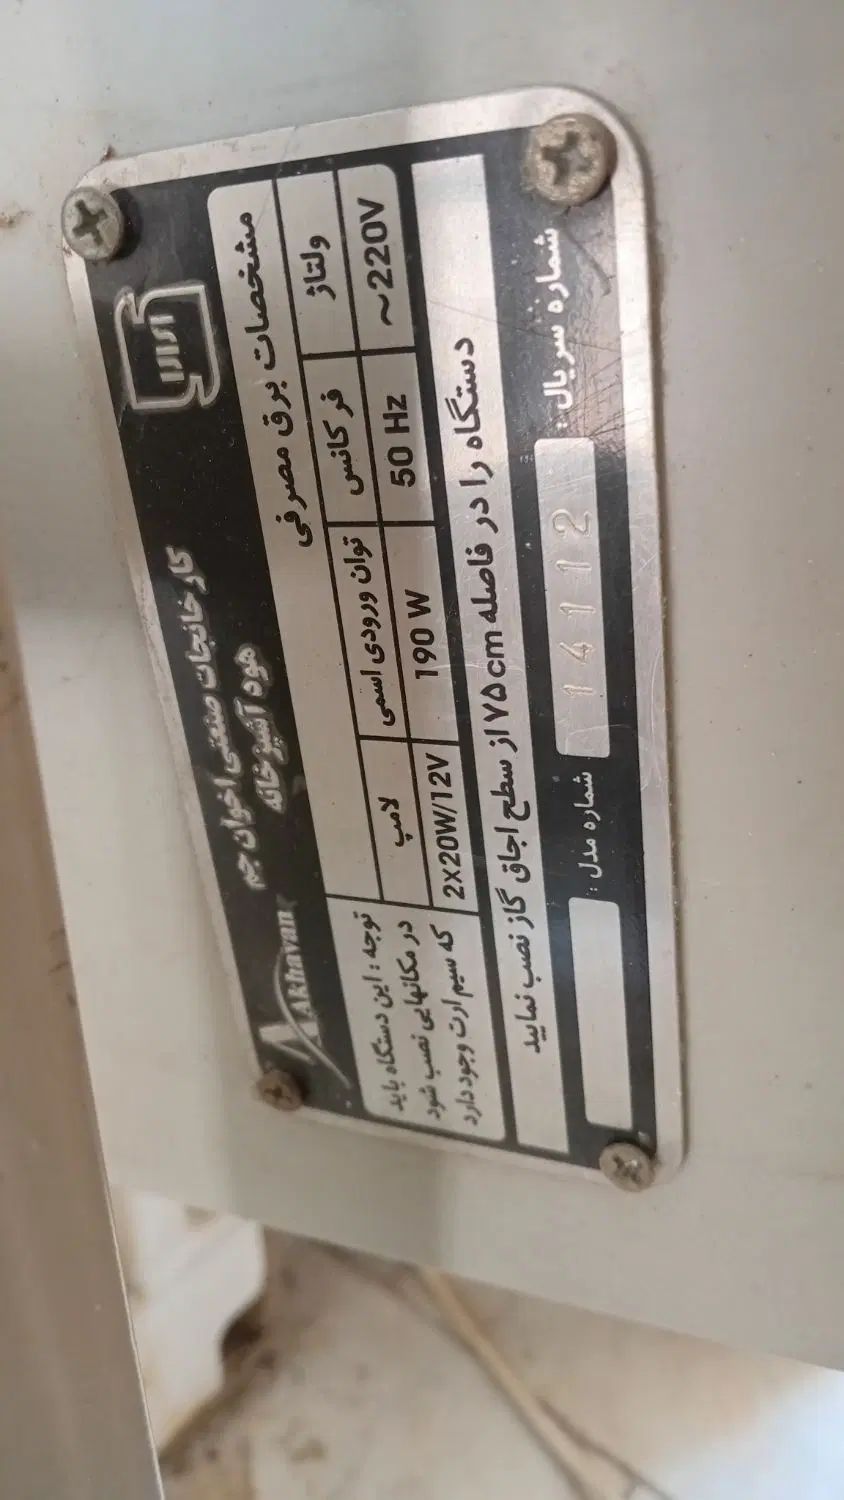 کارخانجات صنعتی اخوان جم
هود آشپزخانه
Akhavan
مشخصات برق مصرفی
ولتاژ فرکانس توان ورودی اسمی لامپ
~220V 50 Hz 190 W 2X20W/12V
توجه : این دستگاه باید
در مکانهایی نصب شود
که سیم ارت وجود دارد
دستگاه را در فاصله ۷۵cm از سطح اجاق گاز نصب نمایید
شماره سریال : 14112 شماره مدل :